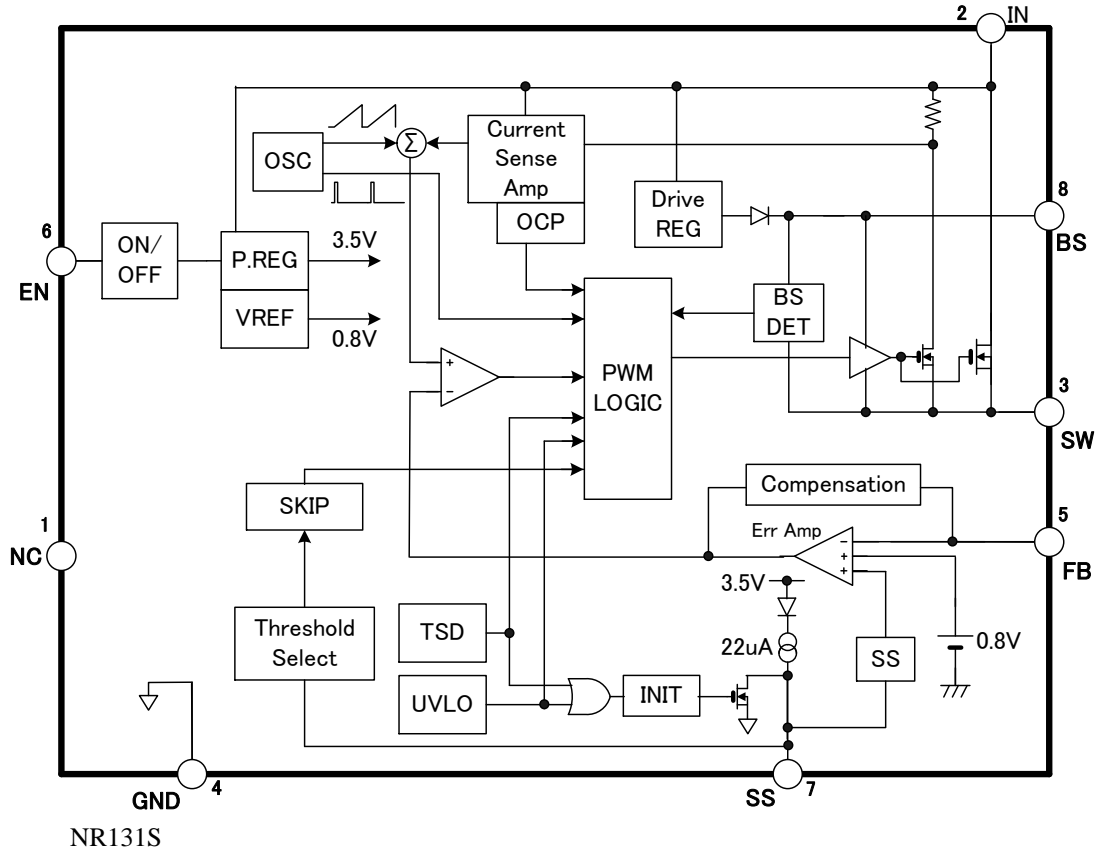 2
IN
OSC
Σ
Current
Sense
Amp
OCP
Drive
REG
8
BS
6
EN
ON/
OFF
P.REG
3.5V
VREF
0.8V
BS
DET
+
−
PWM
LOGIC
3
SW
SKIP
Compensation
1
NC
Err Amp
−
+
+
5
FB
3.5V
Threshold
Select
TSD
22uA
SS
0.8V
UVLO
INIT
GND
4
SS
7
NR131S